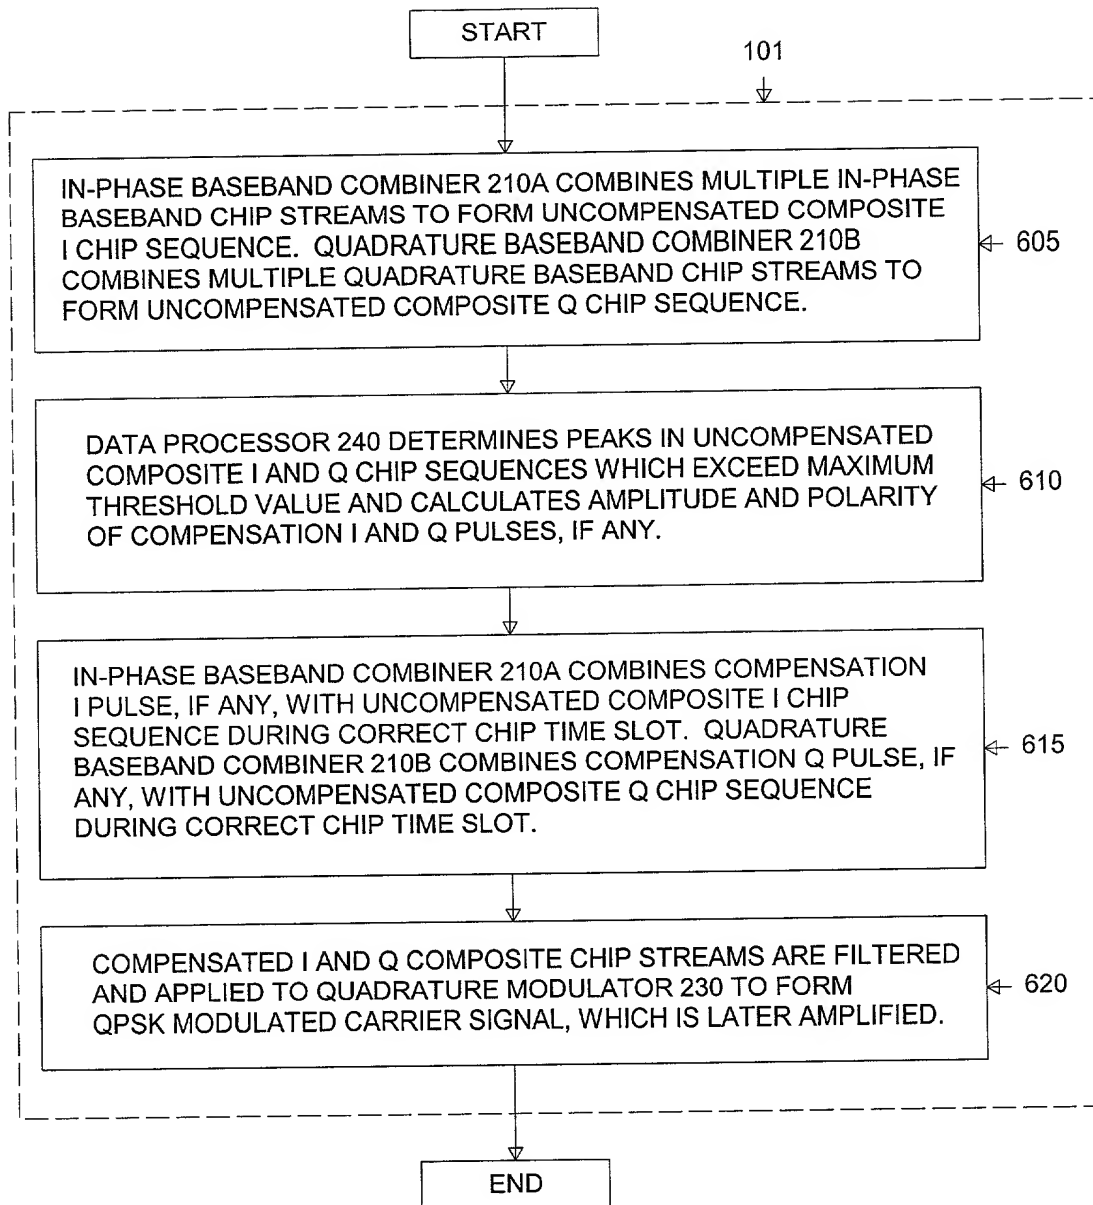 START
101
IN-PHASE BASEBAND COMBINER 210A COMBINES MULTIPLE IN-PHASE
BASEBAND CHIP STREAMS TO FORM UNCOMPENSATED COMPOSITE
I CHIP SEQUENCE. QUADRATURE BASEBAND COMBINER 210B
COMBINES MULTIPLE QUADRATURE BASEBAND CHIP STREAMS TO
FORM UNCOMPENSATED COMPOSITE Q CHIP SEQUENCE.
605
DATA PROCESSOR 240 DETERMINES PEAKS IN UNCOMPENSATED
COMPOSITE I AND Q CHIP SEQUENCES WHICH EXCEED MAXIMUM
THRESHOLD VALUE AND CALCULATES AMPLITUDE AND POLARITY
OF COMPENSATION I AND Q PULSES, IF ANY.
610
IN-PHASE BASEBAND COMBINER 210A COMBINES COMPENSATION
I PULSE, IF ANY, WITH UNCOMPENSATED COMPOSITE I CHIP
SEQUENCE DURING CORRECT CHIP TIME SLOT. QUADRATURE
BASEBAND COMBINER 210B COMBINES COMPENSATION Q PULSE, IF
ANY, WITH UNCOMPENSATED COMPOSITE Q CHIP SEQUENCE
DURING CORRECT CHIP TIME SLOT.
615
COMPENSATED I AND Q COMPOSITE CHIP STREAMS ARE FILTERED
AND APPLIED TO QUADRATURE MODULATOR 230 TO FORM
QPSK MODULATED CARRIER SIGNAL, WHICH IS LATER AMPLIFIED.
620
END